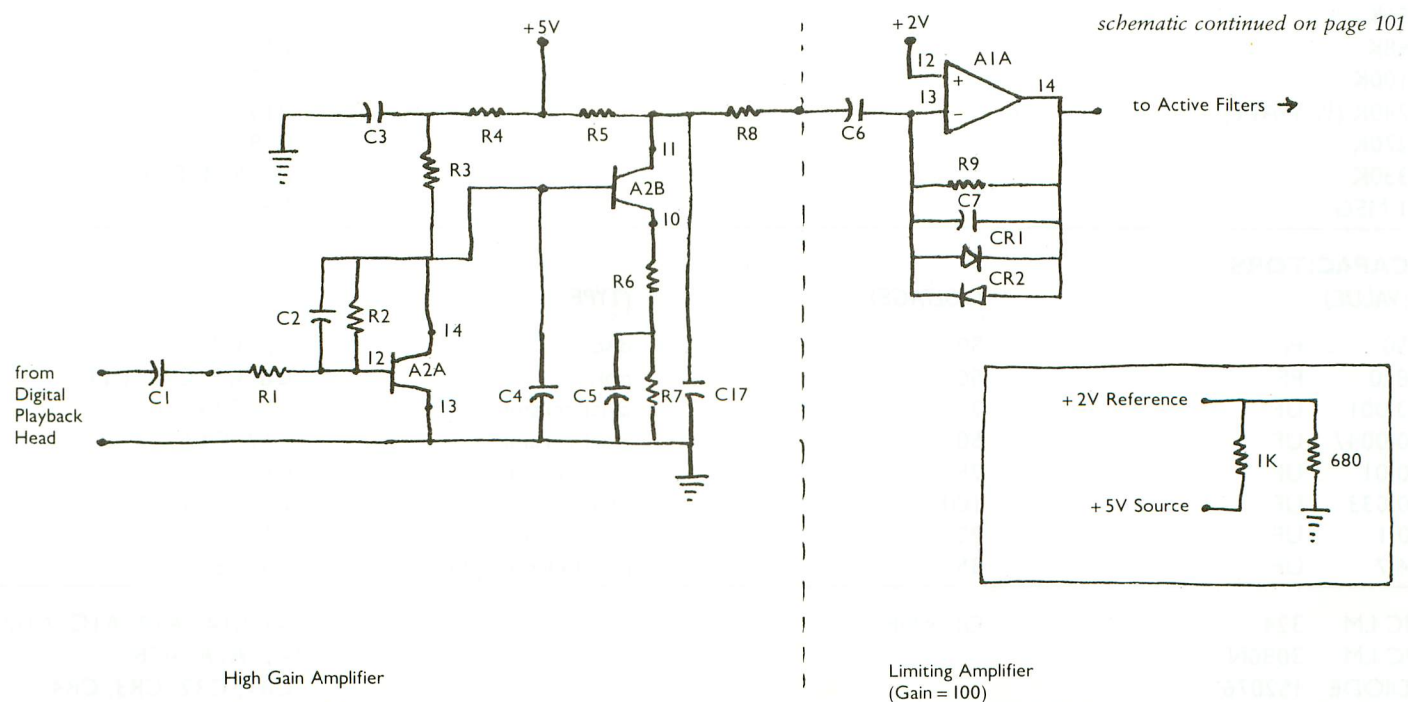 schematic continued on page 101
+5V
+2V
12
A1A
14
+
13
−
to Active Filters →
C3
R4
R5
R8
C6
R3
11
A2B
10
R9
C7
CR1
CR2
R6
C2
R2
14
12
A2A
13
from
Digital
Playback
Head
C1
R1
C4
C5
R7
C17
+2V Reference
1K
680
+5V Source
High Gain Amplifier
Limiting Amplifier
(Gain = 100)